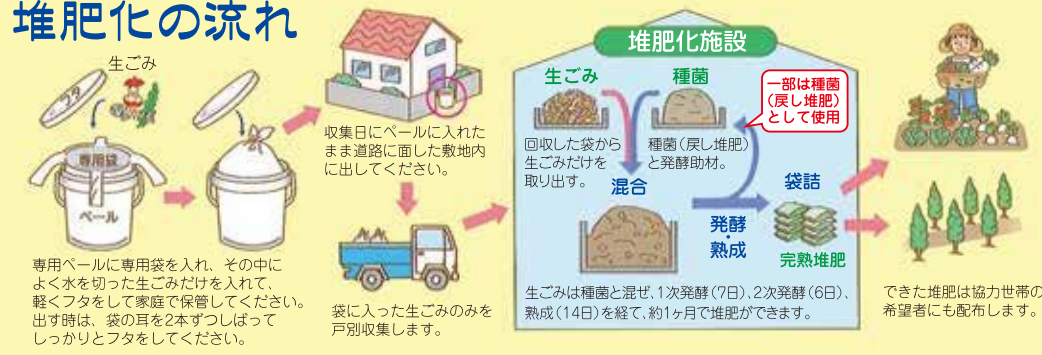 堆肥化の流れ
生ごみ
フタ
専用袋
ペール
専用ペールに専用袋を入れ、その中に
よく水を切った生ごみだけを入れて、
軽くフタをして家庭で保管してください。
出す時は、袋の耳を2本ずつしばって
しっかりとフタをしてください。
収集日にペールに入れた
まま道路に面した敷地内
に出してください。
袋に入った生ごみのみを
戸別収集します。
堆肥化施設
生ごみ
種菌
一部は種菌
(戻し堆肥)
として使用
回収した袋から
生ごみだけを
取り出す。
種菌(戻し堆肥)
と発酵助材。
混合
発酵・
熟成
袋詰
完熟堆肥
生ごみは種菌と混ぜ、1次発酵(7日)、2次発酵(6日)、
熟成(14日)を経て、約1ヶ月で堆肥ができます。
できた堆肥は協力世帯の
希望者にも配布します。